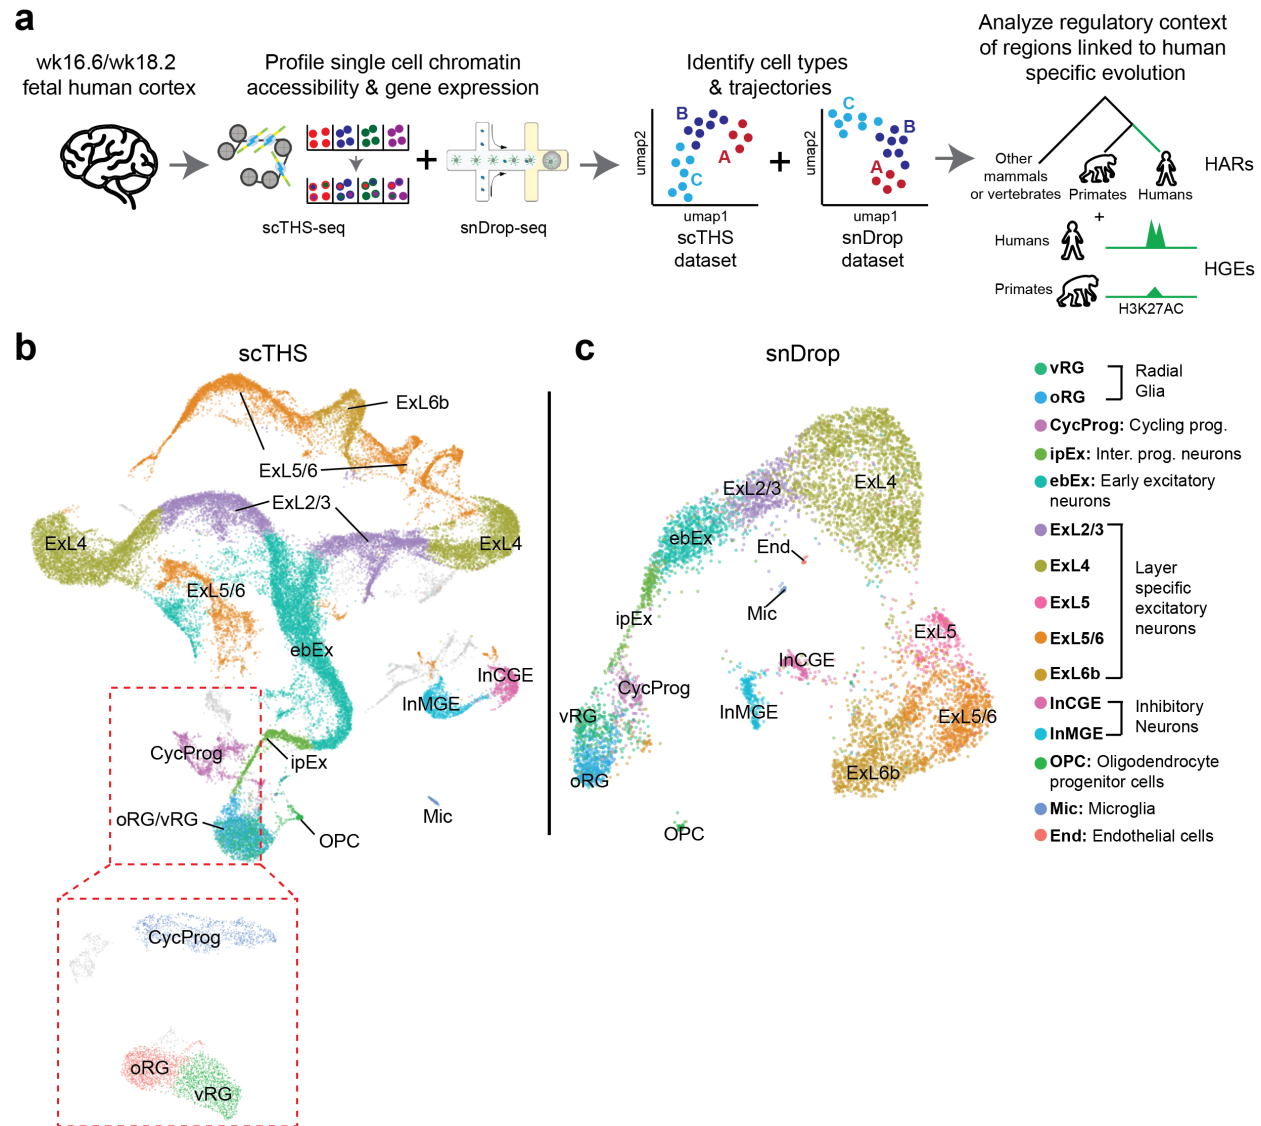 a
wk16.6/wk18.2
fetal human cortex
Profile single cell chromatin
accessibility & gene expression
scTHS-seq
+
snDrop-seq
Identify cell types
& trajectories
umap2
B
A
C
umap1
scTHS
dataset
+
umap2
C
B
A
umap1
snDrop
dataset
Analyze regulatory context
of regions linked to human
specific evolution
Other
mammals
or vertebrates
Primates
Humans
HARs
+
Humans
Primates
H3K27AC
HGEs
b
scTHS
ExL6b
ExL5/6
ExL2/3
ExL4
ExL4
ExL5/6
ebEx
InCGE
InMGE
CycProg
ipEx
oRG/vRG
OPC
Mic
CycProg
oRG
vRG
c
snDrop
ExL2/3
ExL4
ebEx
End
Mic
ipEx
ExL5
InCGE
CycProg
InMGE
vRG
ExL5/6
oRG
ExL6b
OPC
vRG
oRG
Radial
Glia
CycProg: Cycling prog.
ipEx: Inter. prog. neurons
ebEx: Early excitatory
neurons
ExL2/3
ExL4
ExL5
ExL5/6
ExL6b
Layer
specific
excitatory
neurons
InCGE
InMGE
Inhibitory
Neurons
OPC: Oligodendrocyte
progenitor cells
Mic: Microglia
End: Endothelial cells